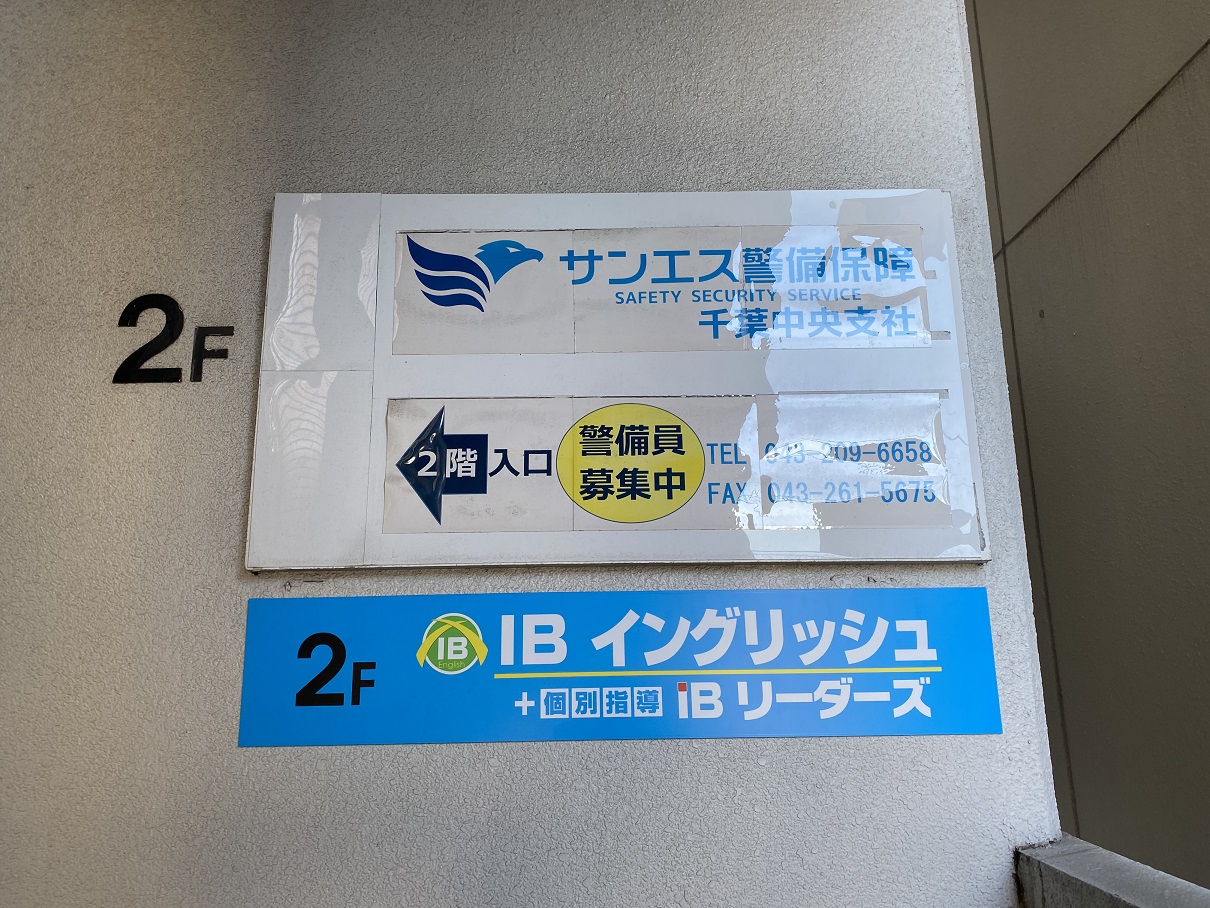 2F
サンエス警備保障
SAFETY SECURITY SERVICE
千葉中央支社
2階 入口
警備員
募集中
TEL 043-209-6658
FAX 043-261-5675
2F
IB
English
IB イングリッシュ
+個別指導 iB リーダーズ